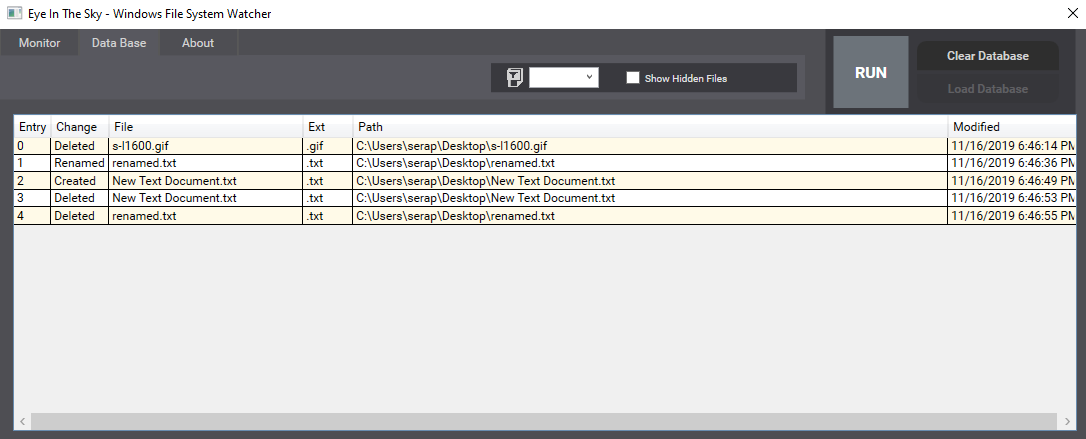 Eye In The Sky - Windows File System Watcher
Monitor Data Base About
Show Hidden Files
RUN
Clear Database
Load Database
Entry Change File Ext Path Modified
0 Deleted s-l1600.gif .gif C:\Users\serap\Desktop\s-l1600.gif 11/16/2019 6:46:14 PM
1 Renamed renamed.txt .txt C:\Users\serap\Desktop\renamed.txt 11/16/2019 6:46:36 PM
2 Created New Text Document.txt .txt C:\Users\serap\Desktop\New Text Document.txt 11/16/2019 6:46:49 PM
3 Deleted New Text Document.txt .txt C:\Users\serap\Desktop\New Text Document.txt 11/16/2019 6:46:53 PM
4 Deleted renamed.txt .txt C:\Users\serap\Desktop\renamed.txt 11/16/2019 6:46:55 PM